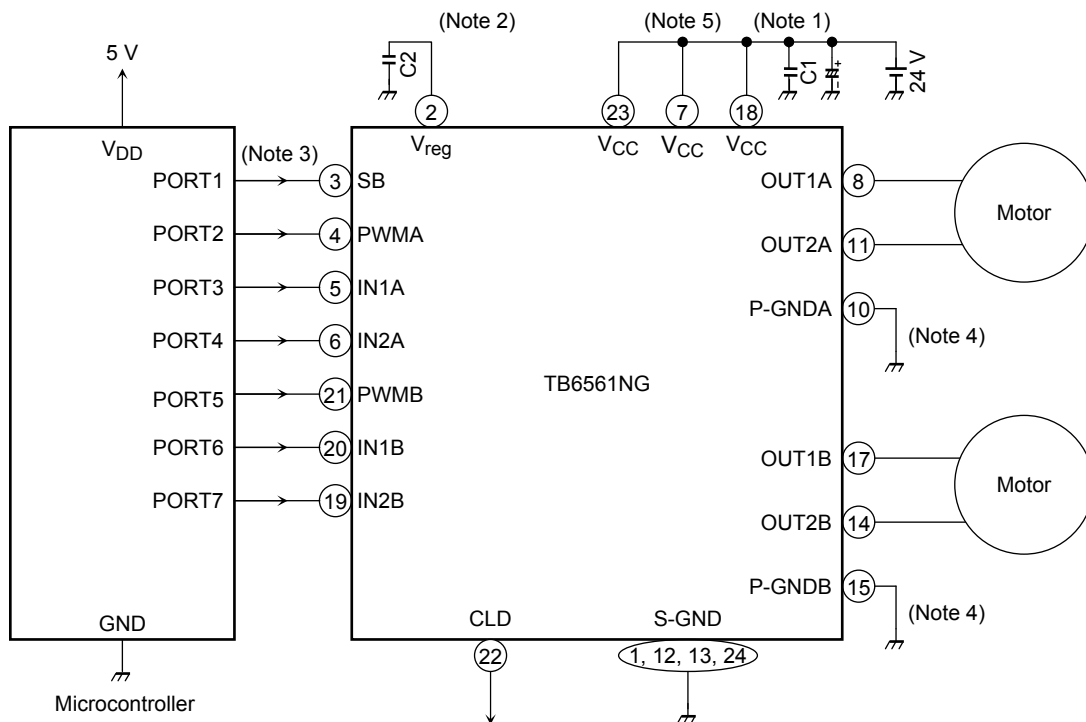 (Note 2)
(Note 5)
(Note 1)
5 V
C2
C1
+
−
24 V
2
23
7
18
VDD
Vreg
VCC
VCC
VCC
(Note 3)
PORT1
3
SB
OUT1A
8
Motor
PORT2
4
PWMA
OUT2A
11
PORT3
5
IN1A
P-GNDA
10
(Note 4)
PORT4
6
IN2A
TB6561NG
PORT5
21
PWMB
PORT6
20
IN1B
OUT1B
17
Motor
PORT7
19
IN2B
OUT2B
14
P-GNDB
15
(Note 4)
GND
CLD
S-GND
22
1, 12, 13, 24
Microcontroller